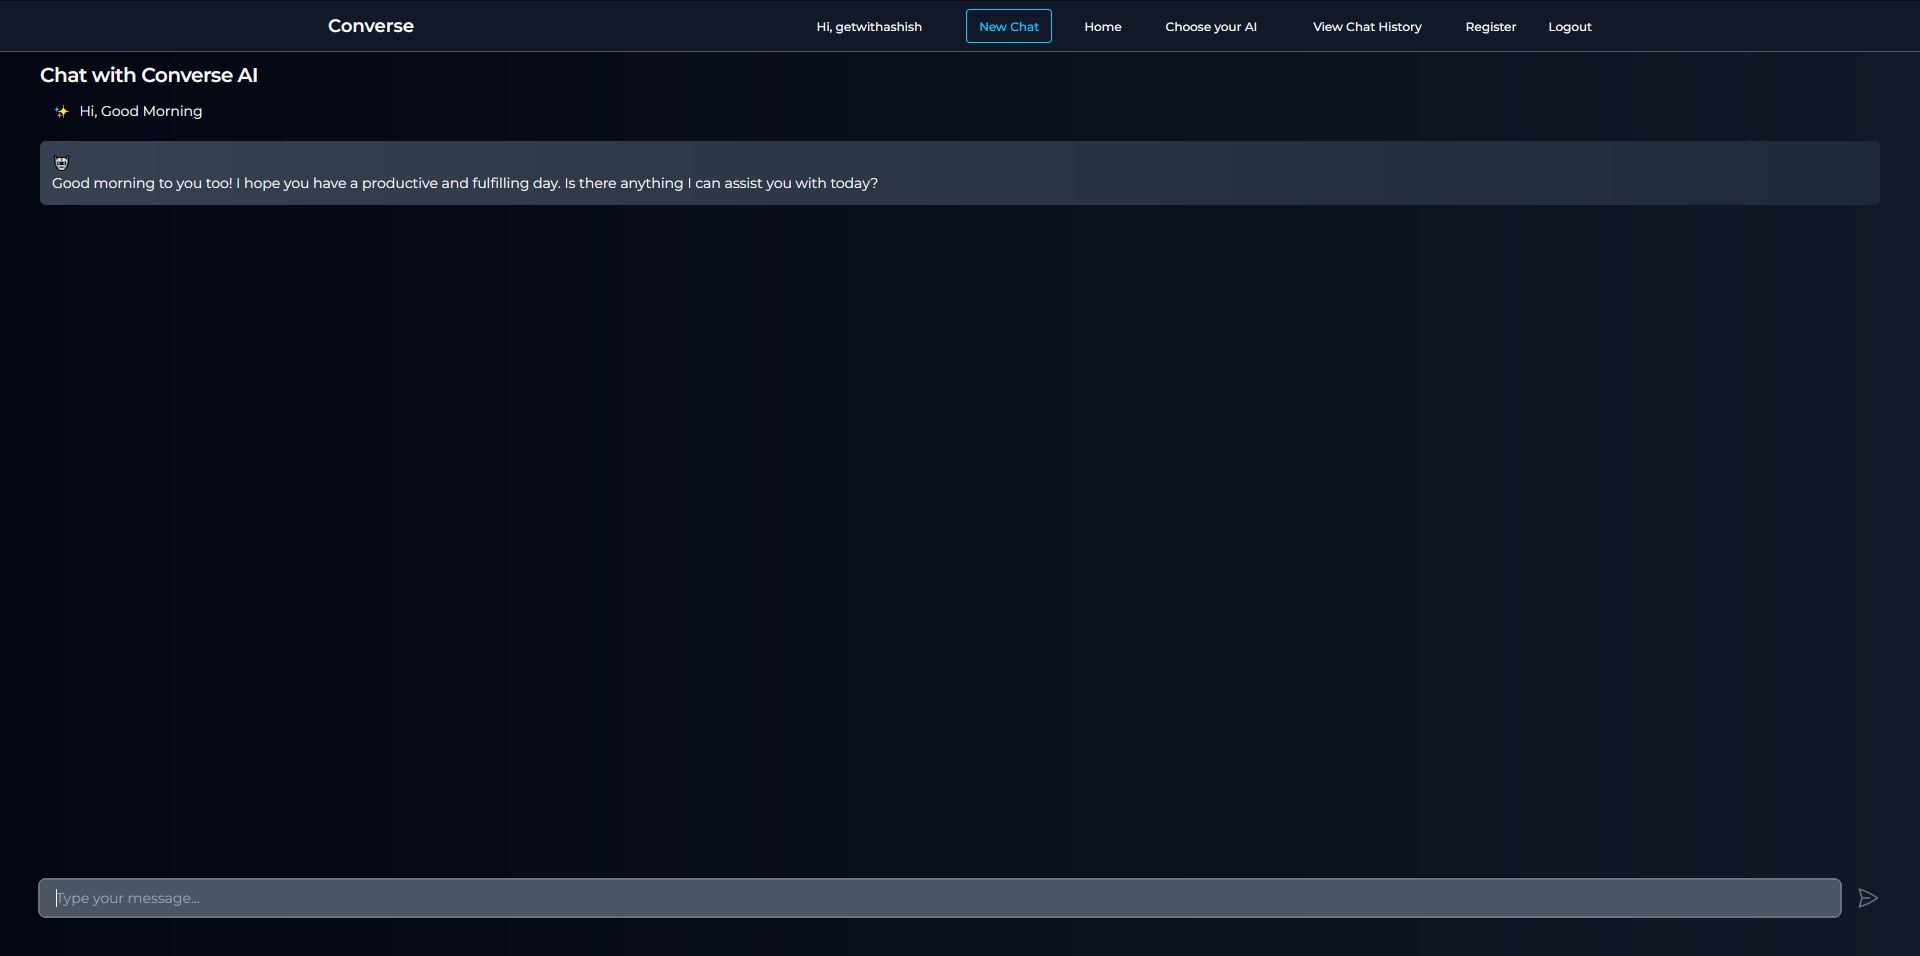 Converse
Hi, getwithashish
New Chat
Home
Choose your AI
View Chat History
Register
Logout
Chat with Converse AI
✨ Hi, Good Morning
Good morning to you too! I hope you have a productive and fulfilling day. Is there anything I can assist you with today?
Type your message...